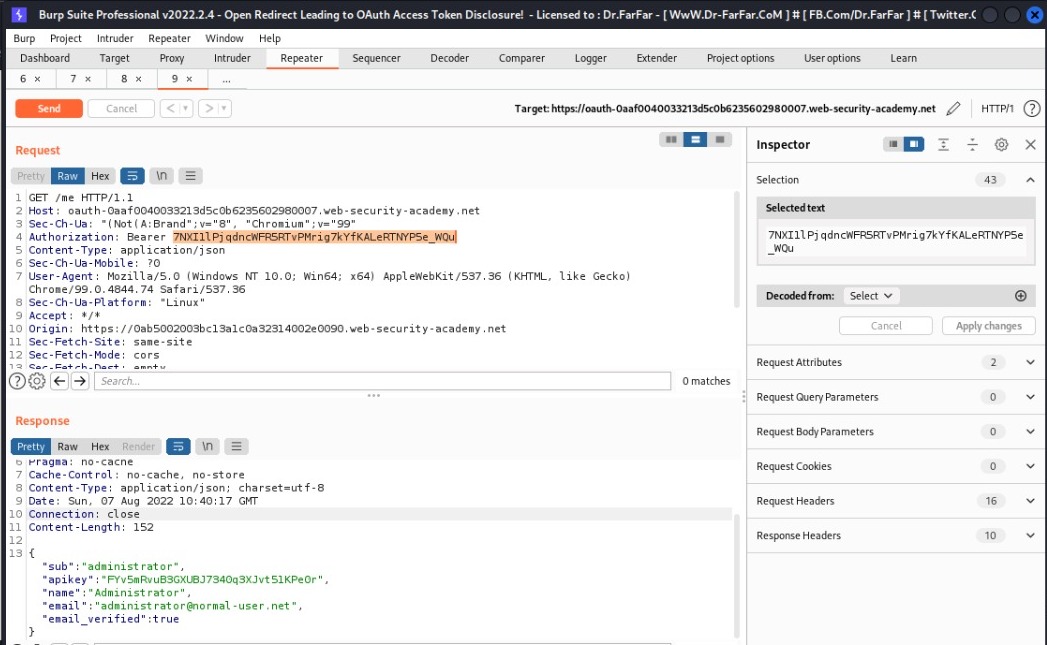 Burp Suite Professional v2022.2.4 - Open Redirect Leading to OAuth Access Token Disclosure! - Licensed to : Dr.FarFar - [ WwW.Dr-FarFar.CoM ] # [ FB.Com/Dr.FarFar ] # [ Twitter.C
Burp Project Intruder Repeater Window Help
Dashboard Target Proxy Intruder Repeater Sequencer Decoder Comparer Logger Extender Project options User options Learn
6 × 7 × 8 × 9 × ...
Send Cancel < > Target: https://oauth-0aaf0040033213d5c0b6235602980007.web-security-academy.net HTTP/1 ?
Request
Pretty Raw Hex \n
1 GET /me HTTP/1.1
2 Host: oauth-0aaf0040033213d5c0b6235602980007.web-security-academy.net
3 Sec-Ch-Ua: "(Not(A:Brand";v="8", "Chromium";v="99"
4 Authorization: Bearer 7NXI1lPjqdncWFR5RTvPMrig7kYfKALeRTNYP5e_WQu
5 Content-Type: application/json
6 Sec-Ch-Ua-Mobile: ?0
7 User-Agent: Mozilla/5.0 (Windows NT 10.0; Win64; x64) AppleWebKit/537.36 (KHTML, like Gecko)
Chrome/99.0.4844.74 Safari/537.36
8 Sec-Ch-Ua-Platform: "Linux"
9 Accept: */*
10 Origin: https://0ab5002003bc13a1c0a32314002e0090.web-security-academy.net
11 Sec-Fetch-Site: same-site
12 Sec-Fetch-Mode: cors
13 Sec-Fetch-Dest: empty
? Search... 0 matches
Response
Pretty Raw Hex Render \n
6 Pragma: no-cache
7 Cache-Control: no-cache, no-store
8 Content-Type: application/json; charset=utf-8
9 Date: Sun, 07 Aug 2022 10:40:17 GMT
10 Connection: close
11 Content-Length: 152
12
13 {
"sub":"administrator",
"apikey":"FYv5mRvuB3GXUBJ7340q3XJvt51KPeOr",
"name":"Administrator",
"email":"administrator@normal-user.net",
"email_verified":true
}
Inspector
Selection 43
Selected text
7NXI1lPjqdncWFR5RTvPMrig7kYfKALeRTNYP5e
_WQu
Decoded from: Select
Cancel Apply changes
Request Attributes 2
Request Query Parameters 0
Request Body Parameters 0
Request Cookies 0
Request Headers 16
Response Headers 10